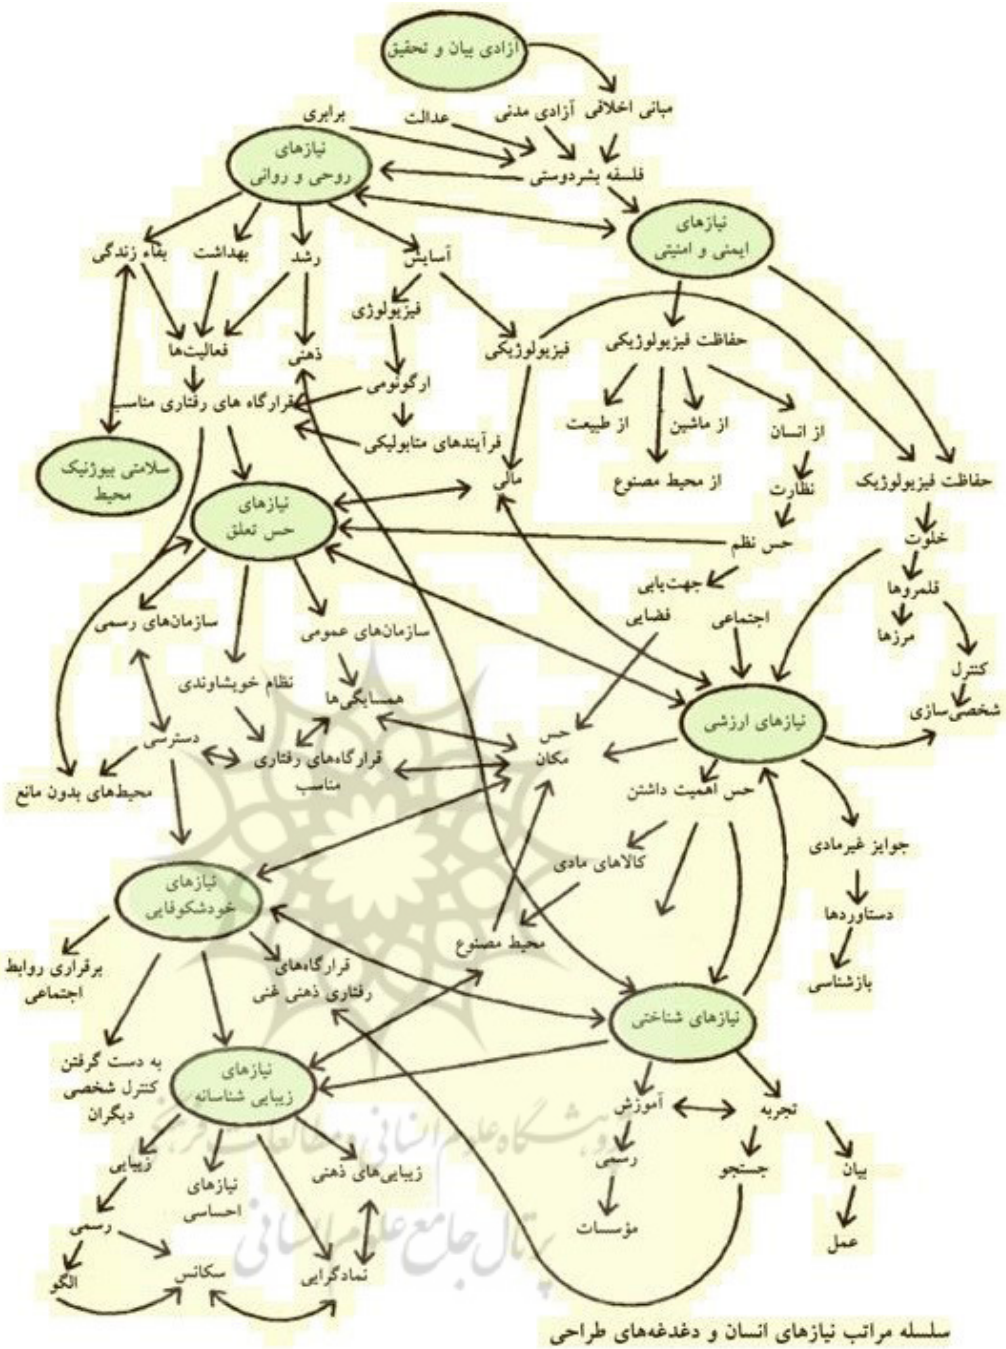 آزادی بیان و تحقیق
مبانی اخلاقی
آزادی مدنی
عدالت
برابری
نیازهای
روحی و روانی
فلسفه بشردوستی
نیازهای
ایمنی و امنیتی
آسایش
رشد
بهداشت
بقاء زندگی
فیزیولوژی
فیزیولوژیکی
حفاظت فیزیولوژیکی
ذهنی
فعالیت‌ها
ارگونومی
قرارگاه های رفتاری مناسب
از انسان
از ماشین
از طبیعت
فرآیندهای متابولیکی
سلامتی بیوژنیک
محیط
مالی
از محیط مصنوع
نظارت
حفاظت فیزیولوژیک
نیازهای
حس تعلق
حس نظم
خلوت
جهت‌یابی
فضایی
اجتماعی
قلمروها
مرزها
سازمان‌های رسمی
سازمان‌های عمومی
کنترل
نظام خویشاوندی
همسایگی‌ها
شخصی‌سازی
نیازهای ارزشی
دسترسی
قرارگاه‌های رفتاری
مناسب
حس
مکان
محیط‌های بدون مانع
حس اهمیت داشتن
جوایز غیرمادی
کالاهای مادی
نیازهای
خودشکوفایی
دستاوردها
محیط مصنوع
برقراری روابط
اجتماعی
قرارگاه‌های
رفتاری ذهنی غنی
بازشناسی
نیازهای شناختی
به دست گرفتن
کنترل شخصی
دیگران
نیازهای
زیبایی شناسانه
آموزش
تجربه
زیبایی
نیازهای
احساسی
زیبایی‌های ذهنی
رسمی
جستجو
بیان
رسمی
مؤسسات
عمل
الگو
سکانس
نمادگرایی
پرتال جامع علوم انسانی
سلسله مراتب نیازهای انسان و دغدغه‌های طراحی